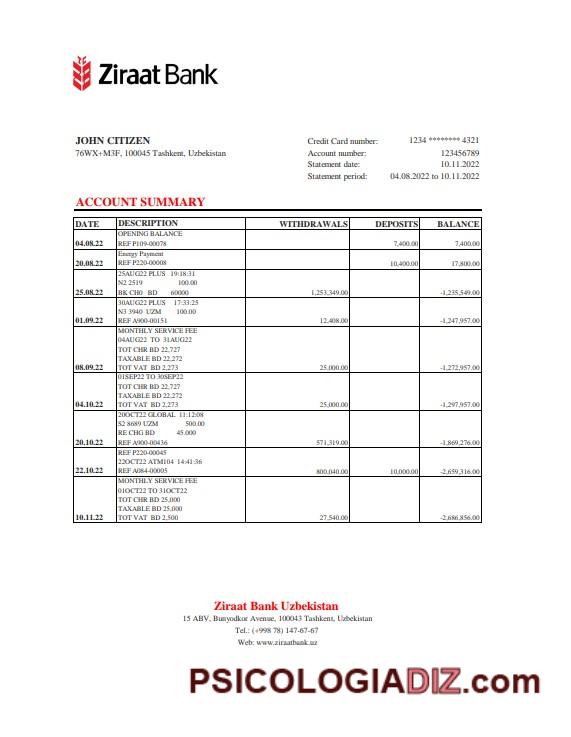 Ziraat Bank
JOHN CITIZEN
76WX+M3F, 100045 Tashkent, Uzbekistan
Credit Card number: 1234 ******** 4321
Account number: 123456789
Statement date: 10.11.2022
Statement period: 04.08.2022 to 10.11.2022
ACCOUNT SUMMARY
DATE DESCRIPTION WITHDRAWALS DEPOSITS BALANCE
OPENING BALANCE
04.08.22 REF P109-00078 7,400.00 7,400.00
Energy Payment
20.08.22 REF P220-00008 10,400.00 17,800.00
25AUG22 PLUS 19:18:31
N2 2519 100.00
25.08.22 BK CH0 BD 60000 1,253,349.00 -1,235,549.00
30AUG22 PLUS 17:33:25
N3 3940 UZM 100.00
01.09.22 REF A900-00151 12,408.00 -1,247,957.00
MONTHLY SERVICE FEE
04AUG22 TO 31AUG22
TOT CHR BD 22,727
TAXABLE BD 22,272
08.09.22 TOT VAT BD 2,273 25,000.00 -1,272,957.00
01SEP22 TO 30SEP22
TOT CHR BD 22,727
TAXABLE BD 22,272
04.10.22 TOT VAT BD 2,273 25,000.00 -1,297,957.00
20OCT22 GLOBAL 11:12:08
S2 8689 UZM 500.00
RE CHG BD 45.000
20.10.22 REF A900-00436 571,319.00 -1,869,276.00
REF P220-00045
22OCT22 ATM104 14:41:36
22.10.22 REF A084-00005 800,040.00 10,000.00 -2,659,316.00
MONTHLY SERVICE FEE
01OCT22 TO 31OCT22
TOT CHR BD 25,000
TAXABLE BD 25,000
10.11.22 TOT VAT BD 2,500 27,540.00 -2,686,856.00
Ziraat Bank Uzbekistan
15 ABV, Bunyodkor Avenue, 100043 Tashkent, Uzbekistan
Tel.: (+998 78) 147-67-67
Web: www.ziraatbank.uz
PSICOLOGIADIZ.com